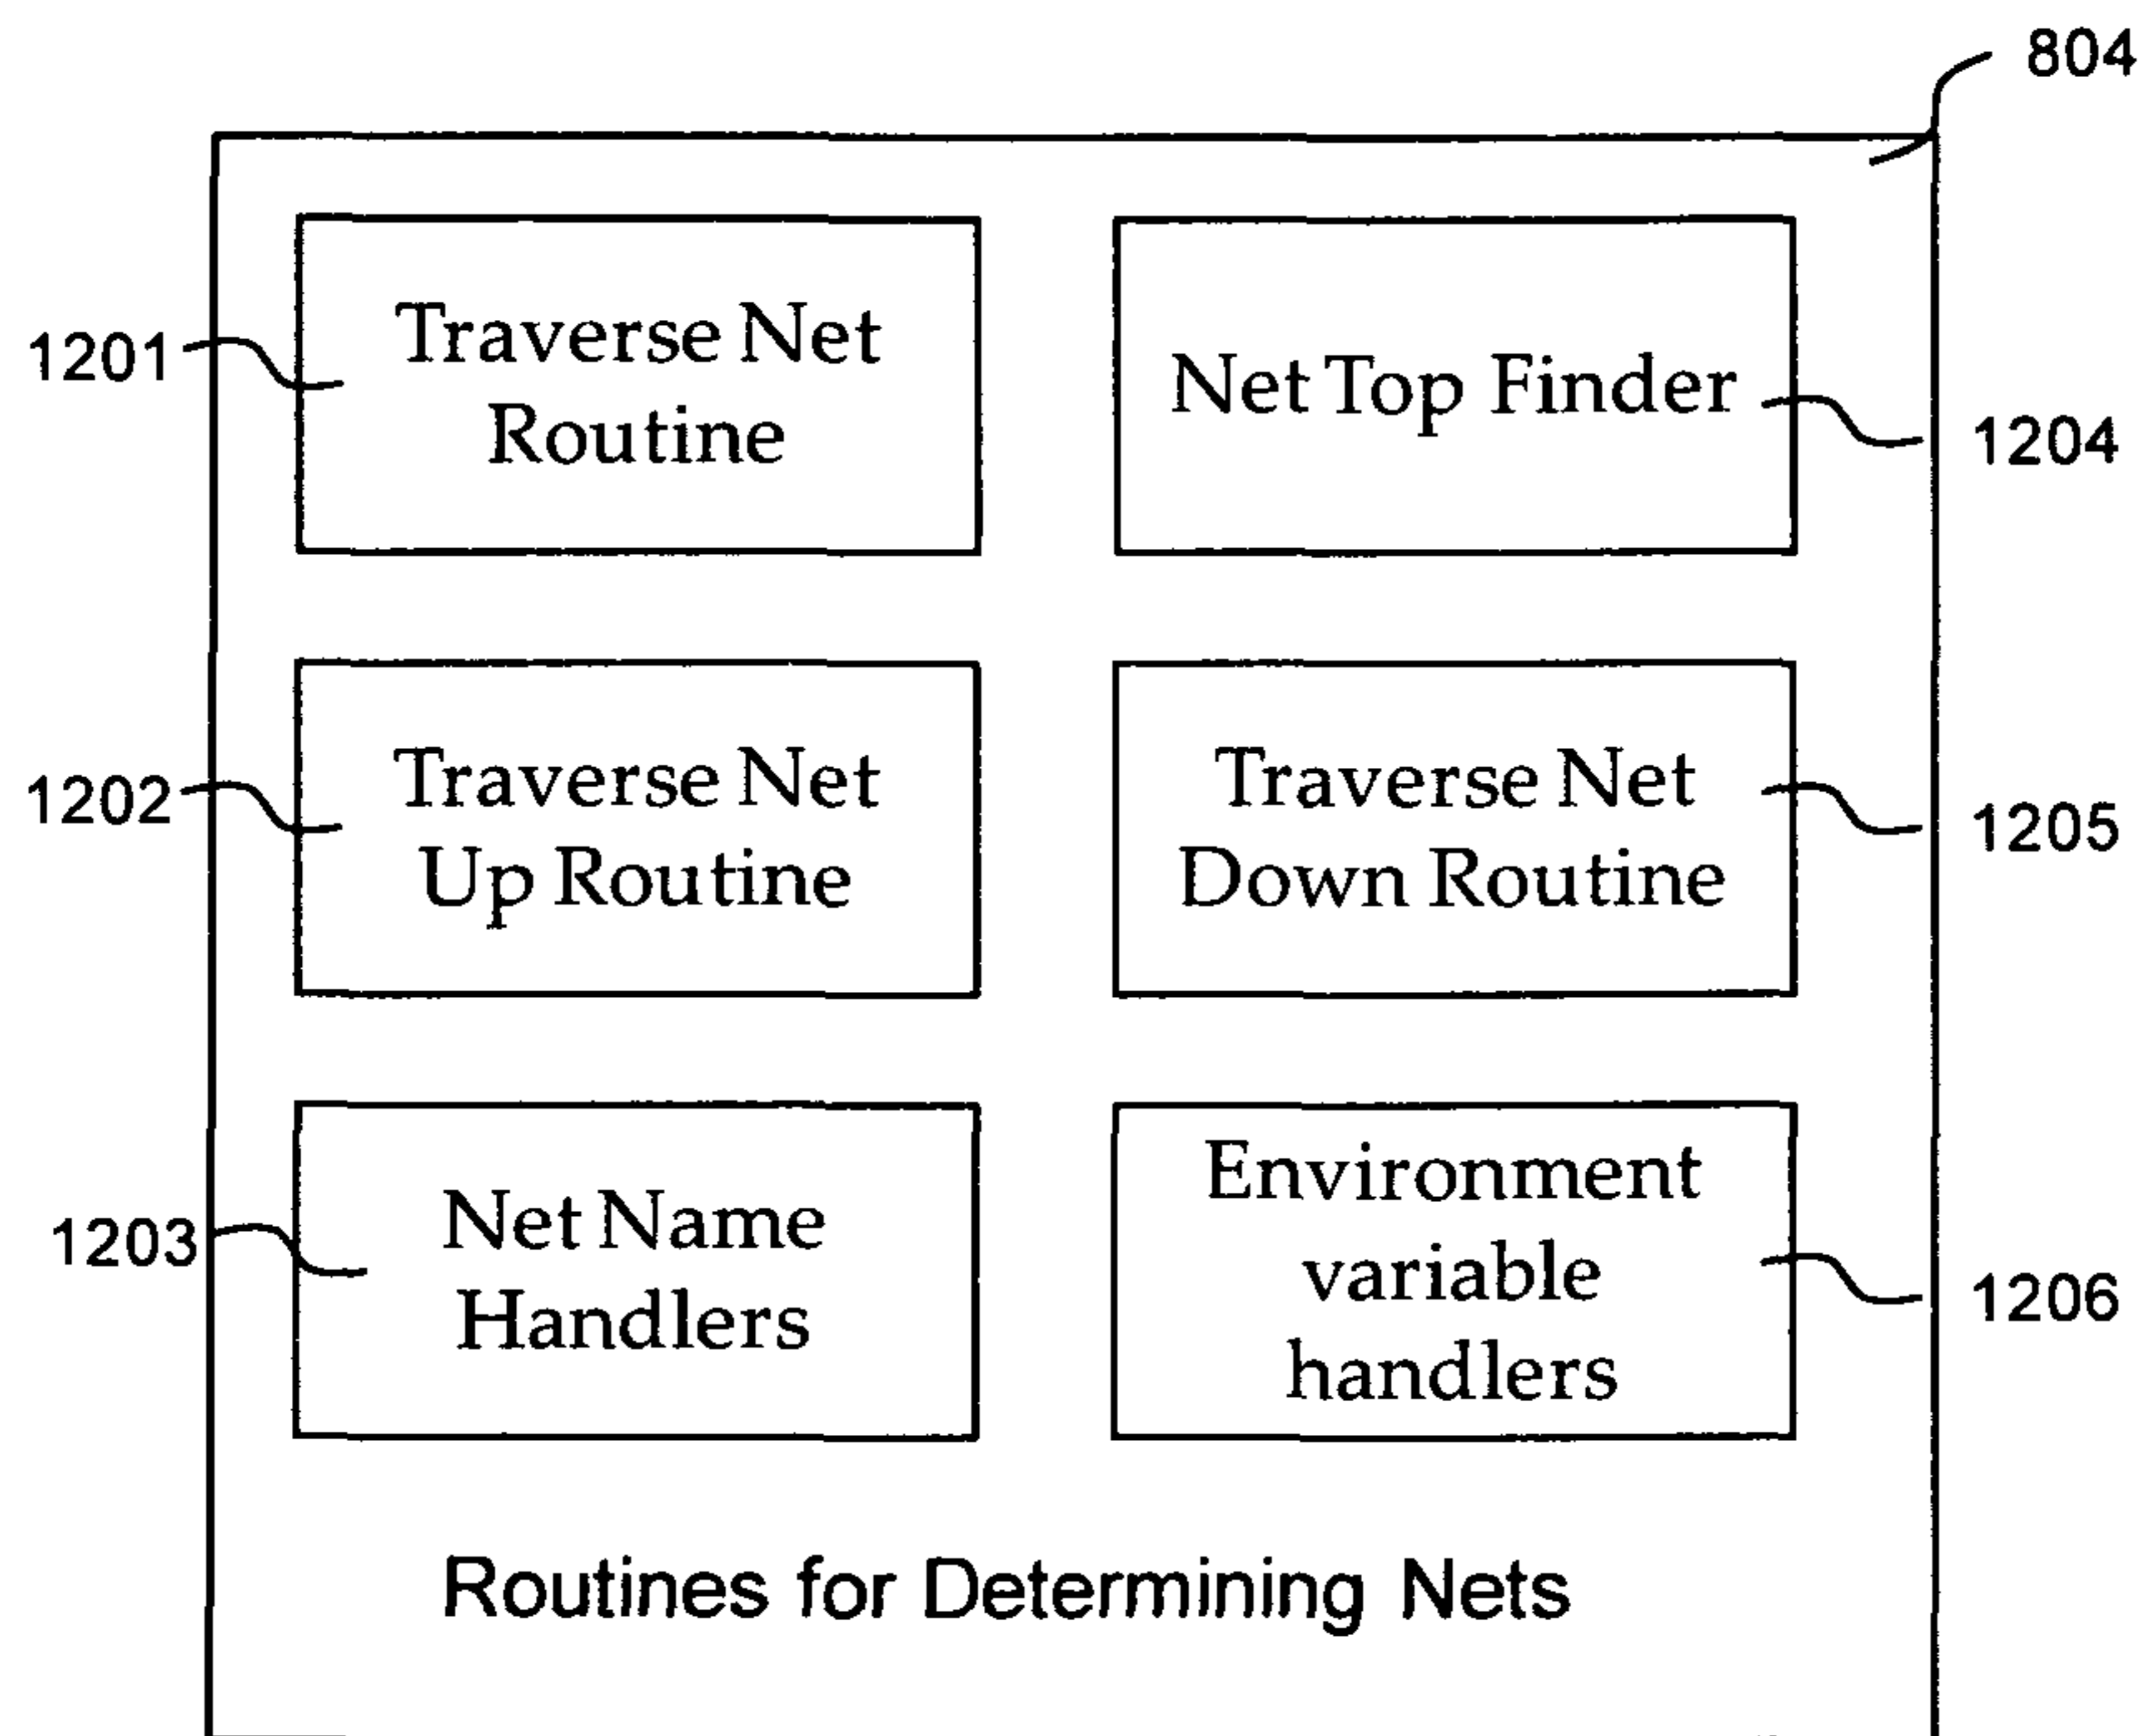 804
1201
Traverse Net
Routine
Net Top Finder
1204
1202
Traverse Net
Up Routine
Traverse Net
Down Routine
1205
1203
Net Name
Handlers
Environment
variable
handlers
1206
Routines for Determining Nets